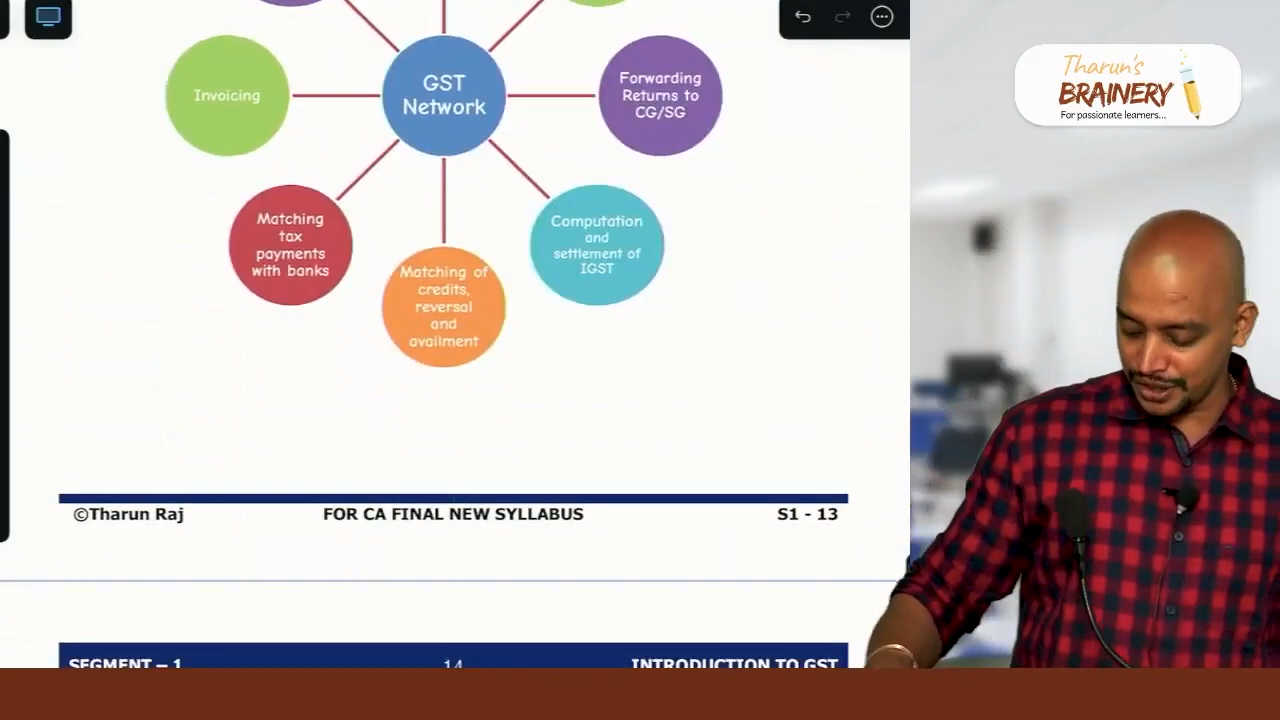 Tharun's
BRAINERY
For passionate learners...
Invoicing
GST
Network
Forwarding
Returns to
CG/SG
Matching
tax
payments
with banks
Matching of
credits,
reversal
and
availment
Computation
and
settlement of
IGST
©Tharun Raj FOR CA FINAL NEW SYLLABUS S1 - 13
SEGMENT – 1 14 INTRODUCTION TO GST